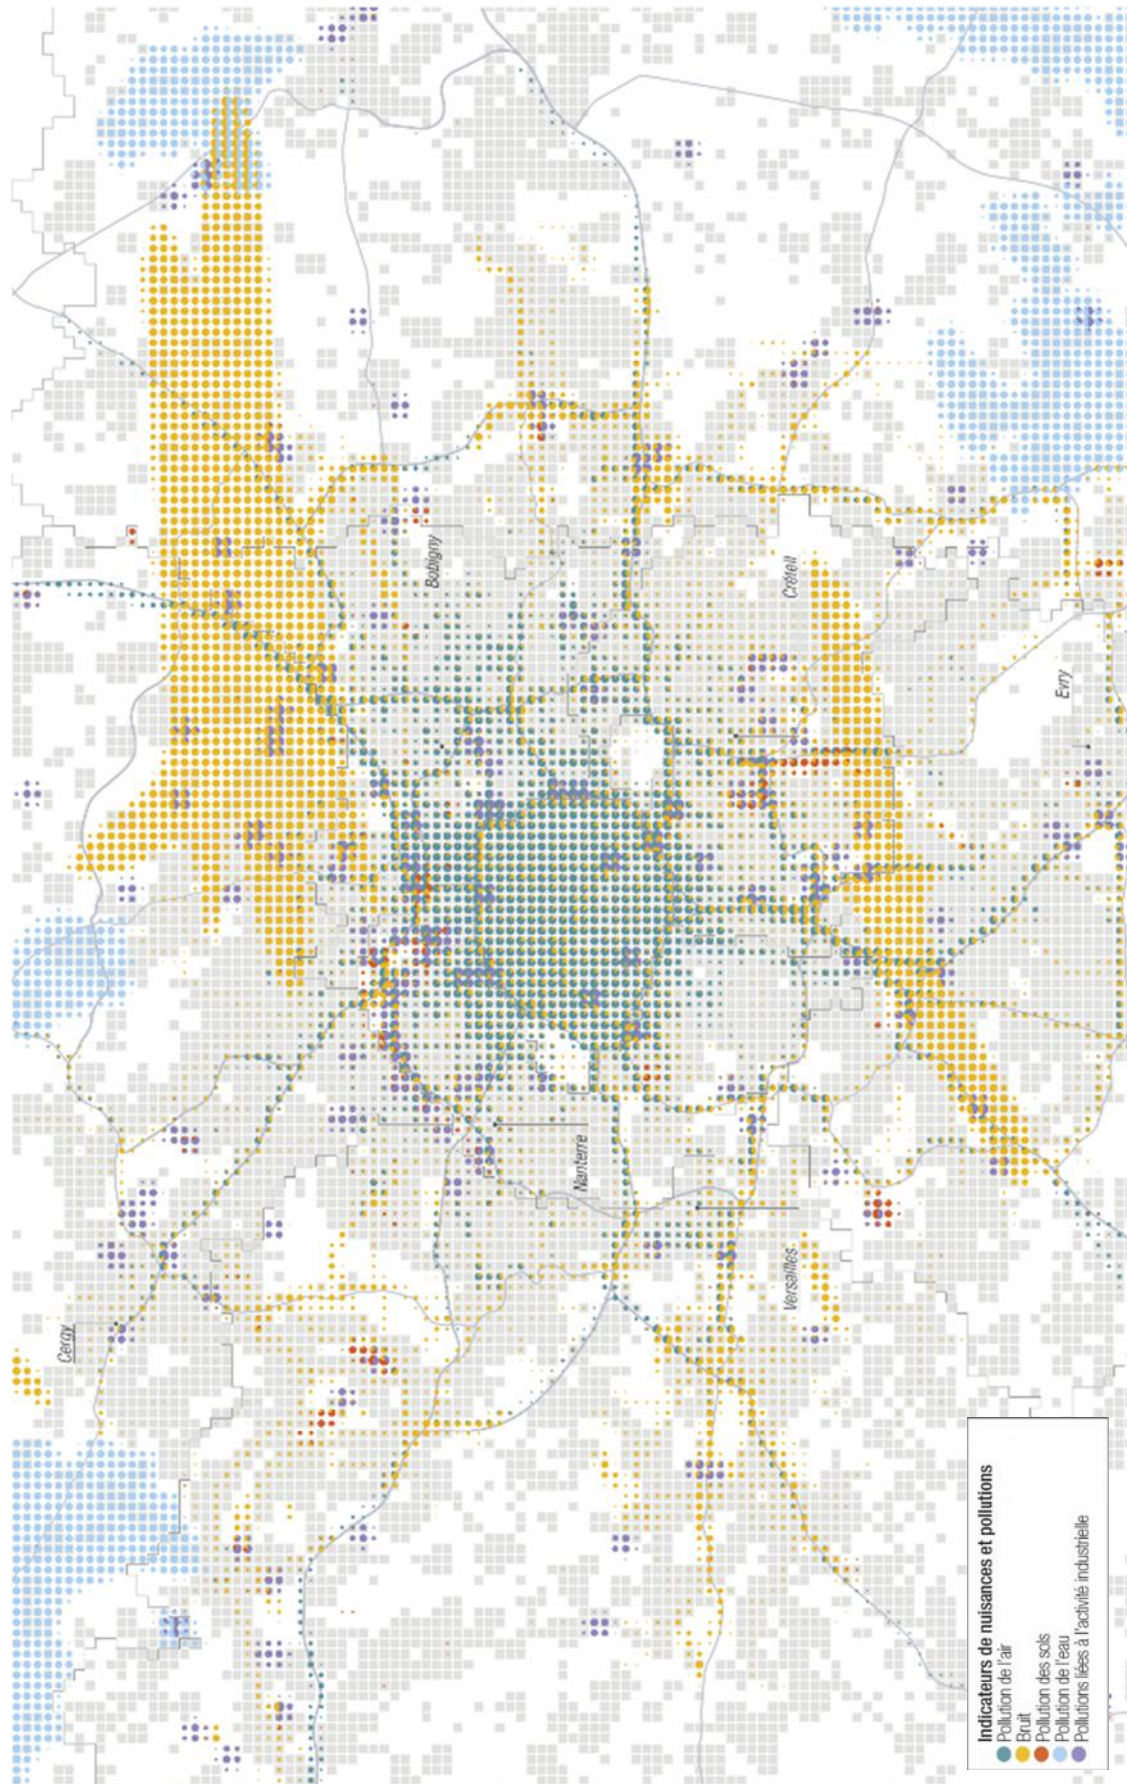 Cergy
Bobigny
Nanterre
Créteil
Versailles
Evry
Indicateurs de nuisances et pollutions
Pollution de l'air
Bruit
Pollution des sols
Pollution de l'eau
Pollutions liées à l'activité industrielle